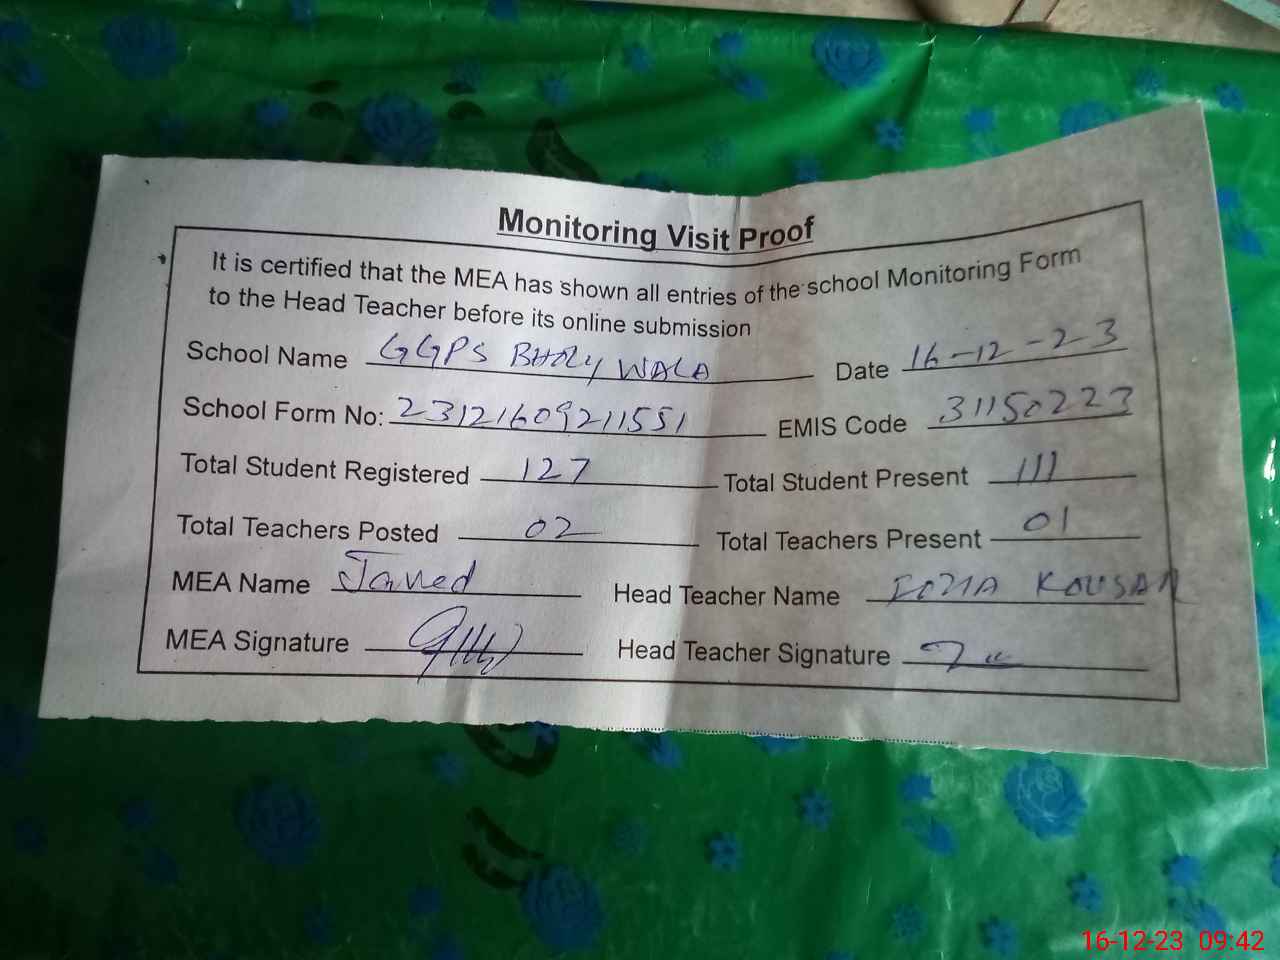 Monitoring Visit Proof
It is certified that the MEA has shown all entries of the school Monitoring Form
to the Head Teacher before its online submission
School Name GGPS BHOLY WALA Date 16-12-23
School Form No: 23121609211551 EMIS Code 31150223
Total Student Registered 127 Total Student Present 111
Total Teachers Posted 02 Total Teachers Present 01
MEA Name Javed Head Teacher Name FOZIA KOUSAR
MEA Signature Head Teacher Signature
16-12-23 09:42